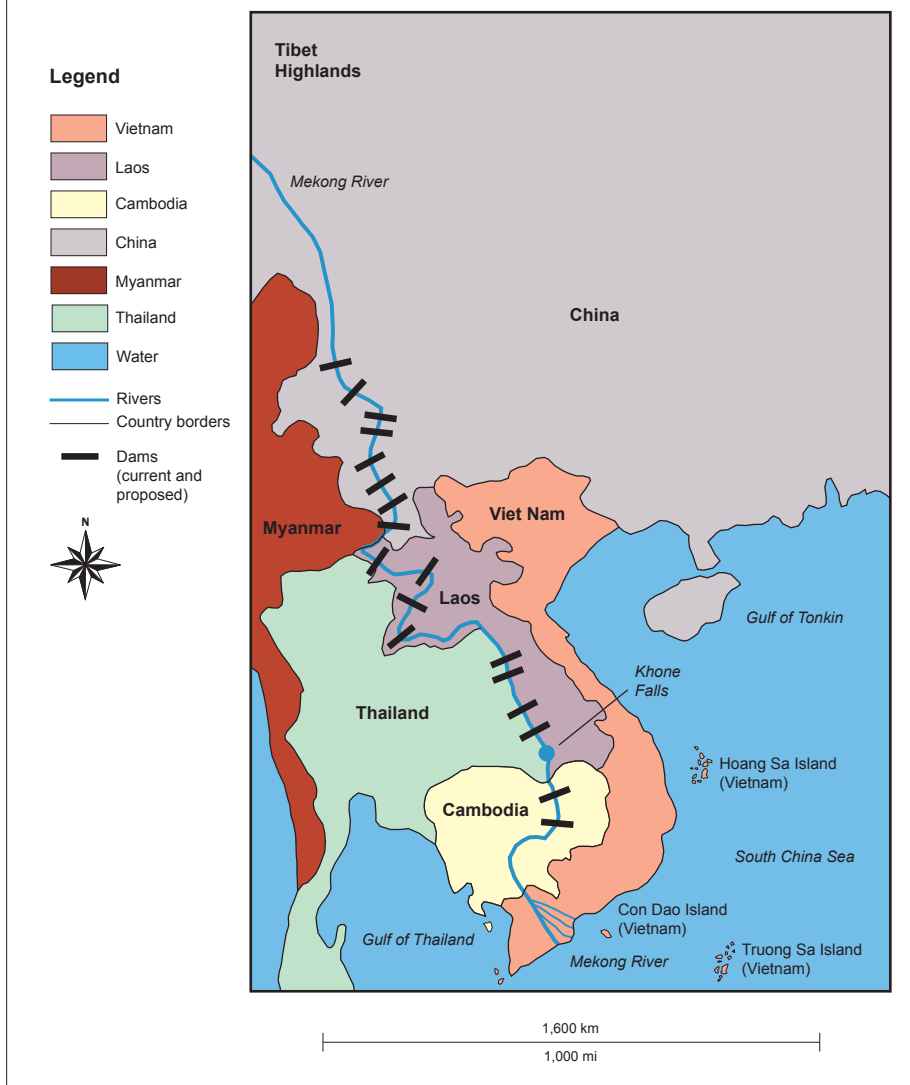 Legend
Vietnam
Laos
Cambodia
China
Myanmar
Thailand
Water
Rivers
Country borders
Dams
(current and
proposed)
N
Tibet
Highlands
Mekong River
China
Myanmar
Viet Nam
Laos
Gulf of Tonkin
Khone
Falls
Thailand
Hoang Sa Island
(Vietnam)
Cambodia
South China Sea
Con Dao Island
(Vietnam)
Gulf of Thailand
Mekong River
Truong Sa Island
(Vietnam)
1,600 km
1,000 mi